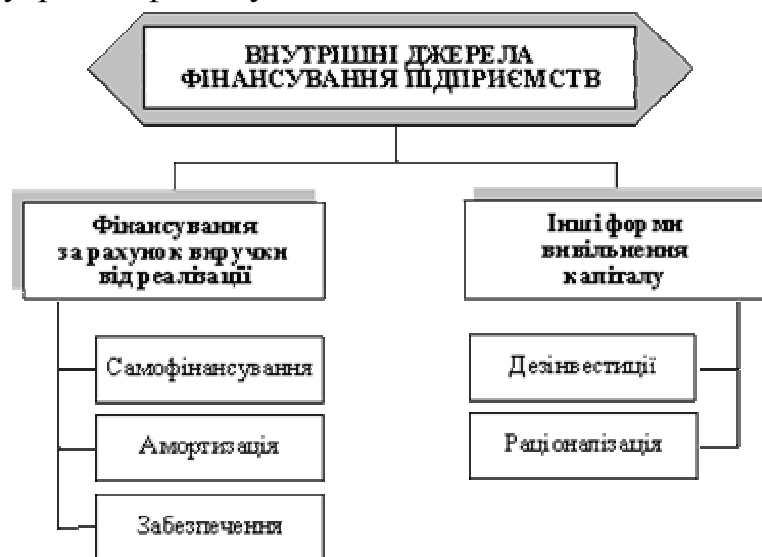 ВНУТРІШНІ ДЖЕРЕЛА
ФІНАНСУВАННЯ ПІДПРИЄМСТВ
Фінансування
за рахунок виручки
від реалізації
Інші форми
вивільнення
капіталу
Самофінансування
Амортизація
Забезпечення
Дезінвестиції
Раціоналізація